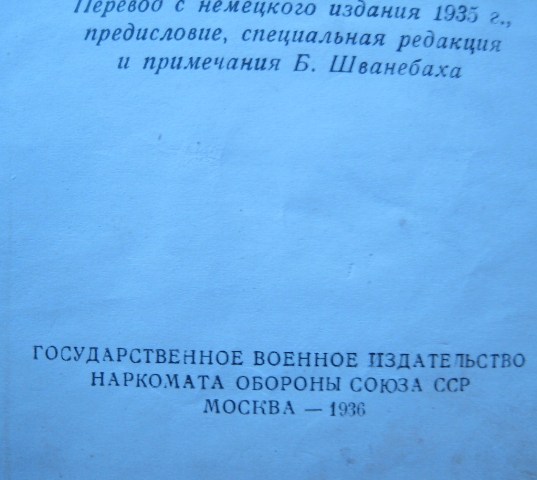 Перевод с немецкого издания 1935 г.,
предисловие, специальная редакция
и примечания Б. Шванебаха
ГОСУДАРСТВЕННОЕ ВОЕННОЕ ИЗДАТЕЛЬСТВО
НАРКОМАТА ОБОРОНЫ СОЮЗА ССР
МОСКВА — 1936